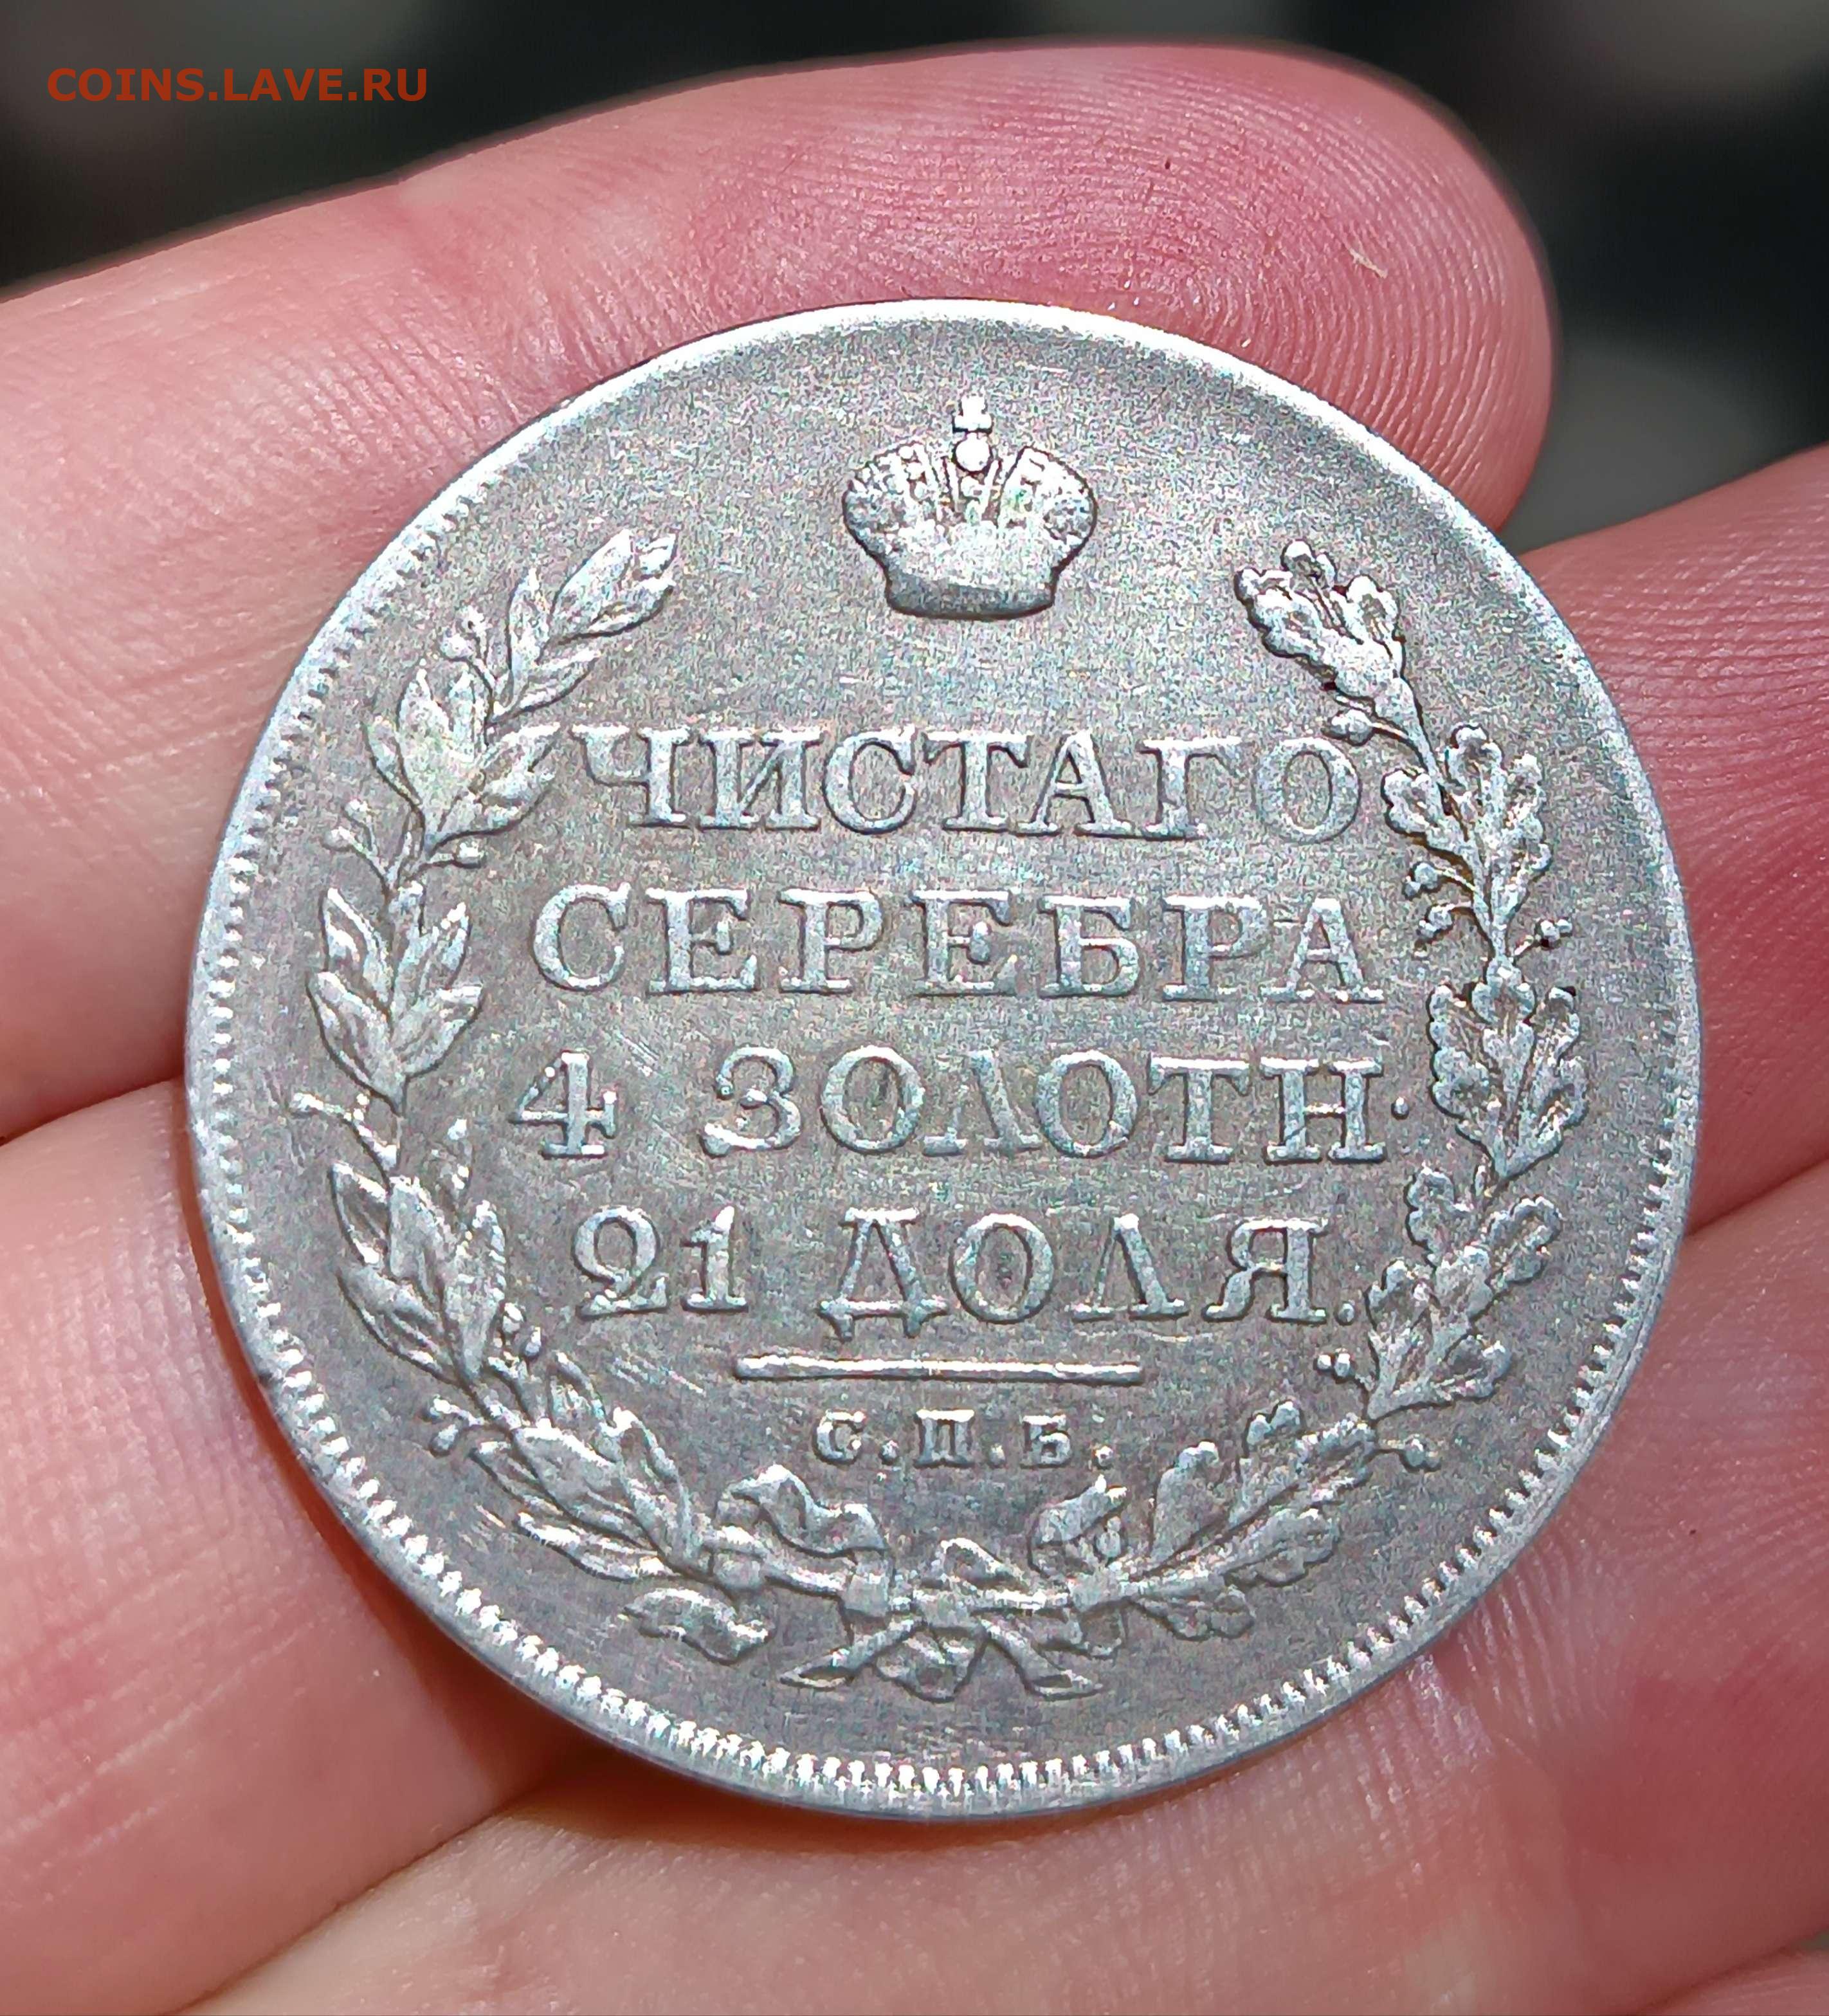 COINS.LAVE.RU
ЧИСТАГО
СЕРЕБРА
4 ЗОЛОТН·
21 ДОЛЯ.
С.П.Б.